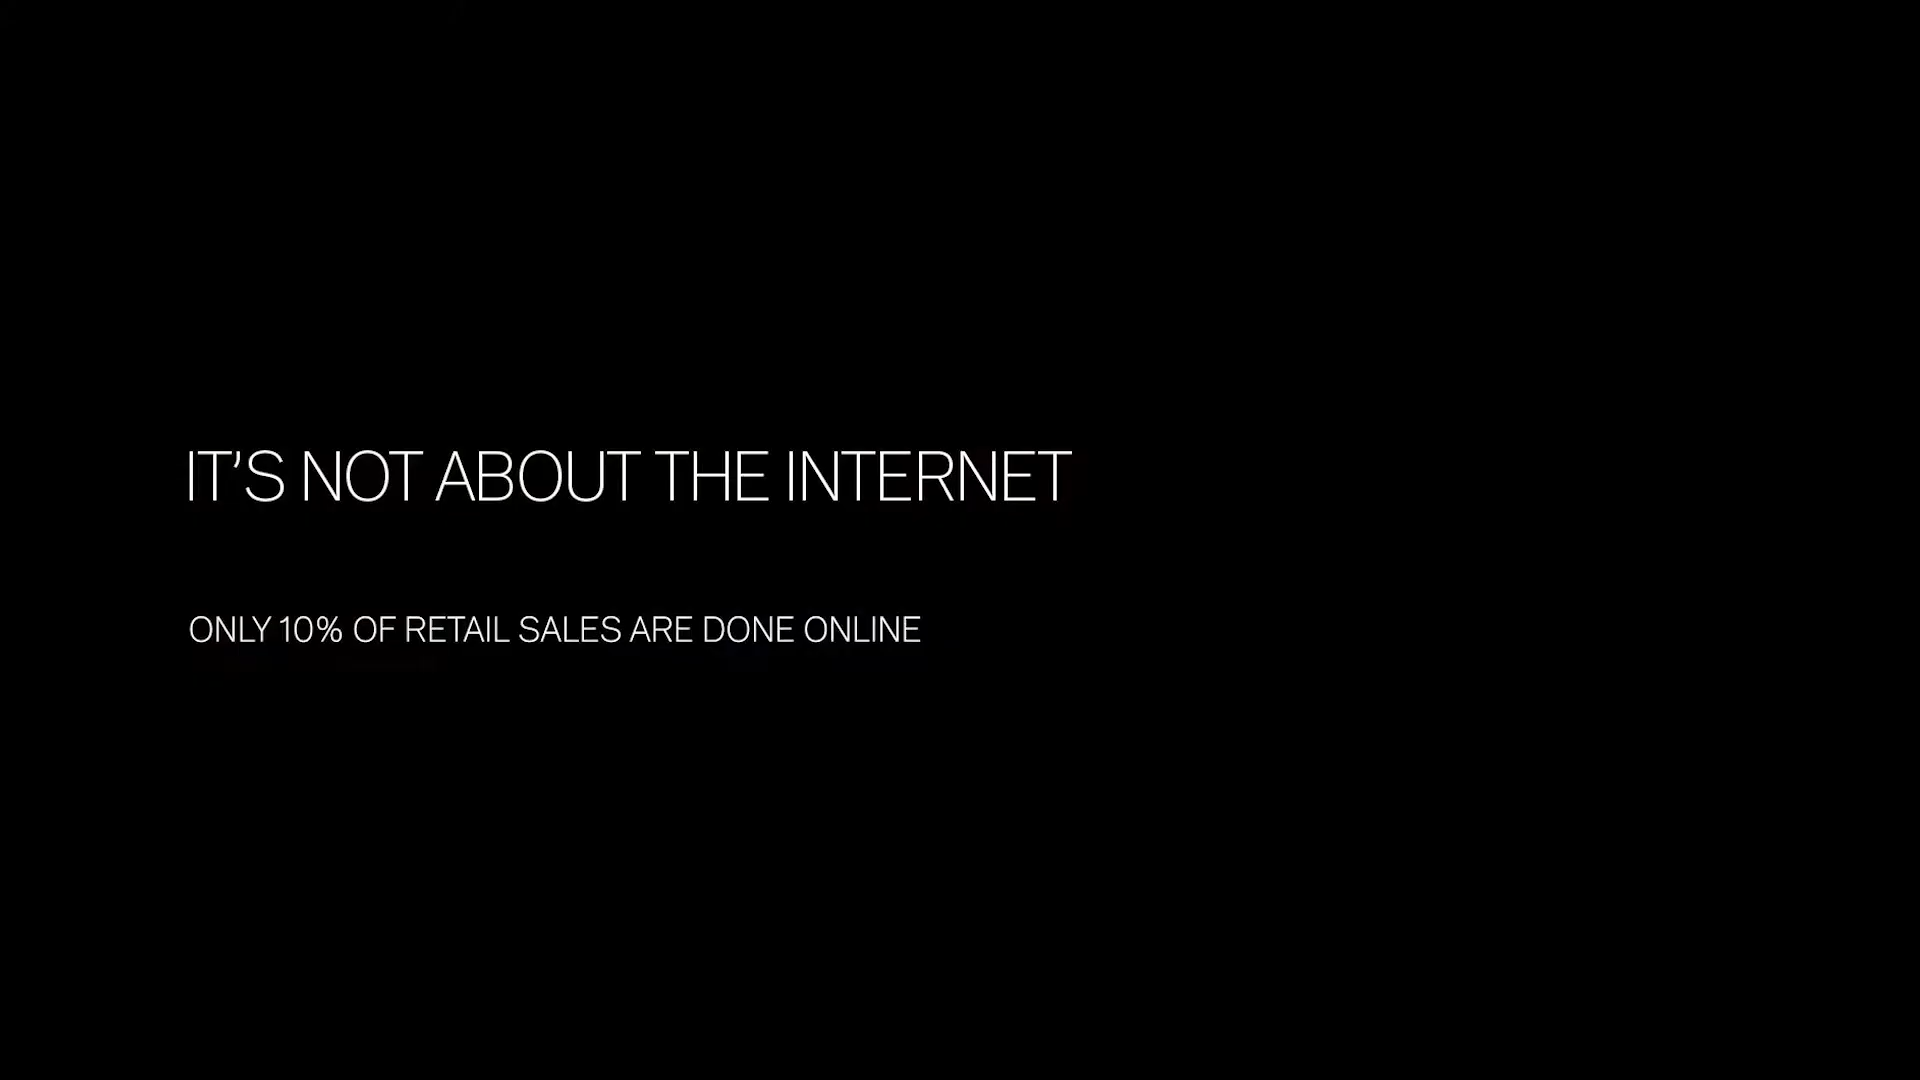 IT’S NOT ABOUT THE INTERNET
ONLY 10% OF RETAIL SALES ARE DONE ONLINE